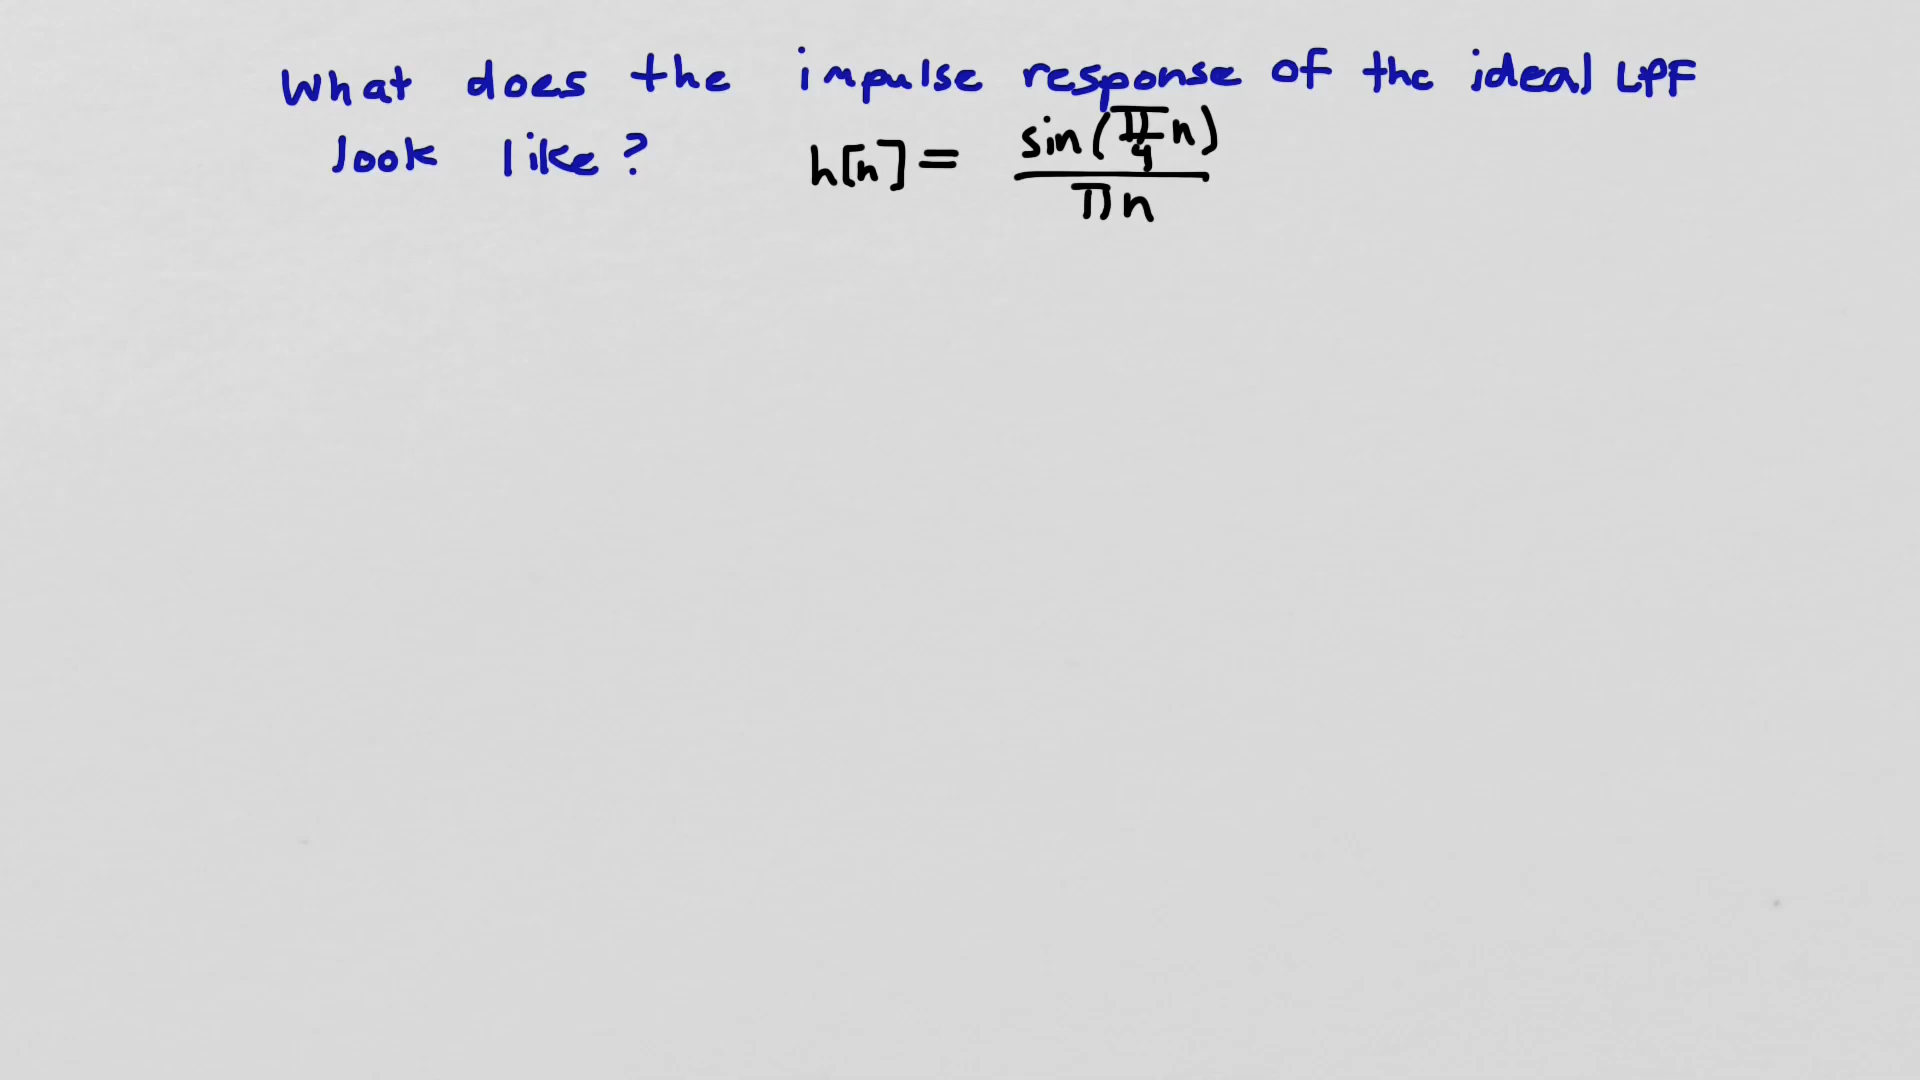 What does the impulse response of the ideal LPF
look like? h[n] = sin(π/4 n) / πn